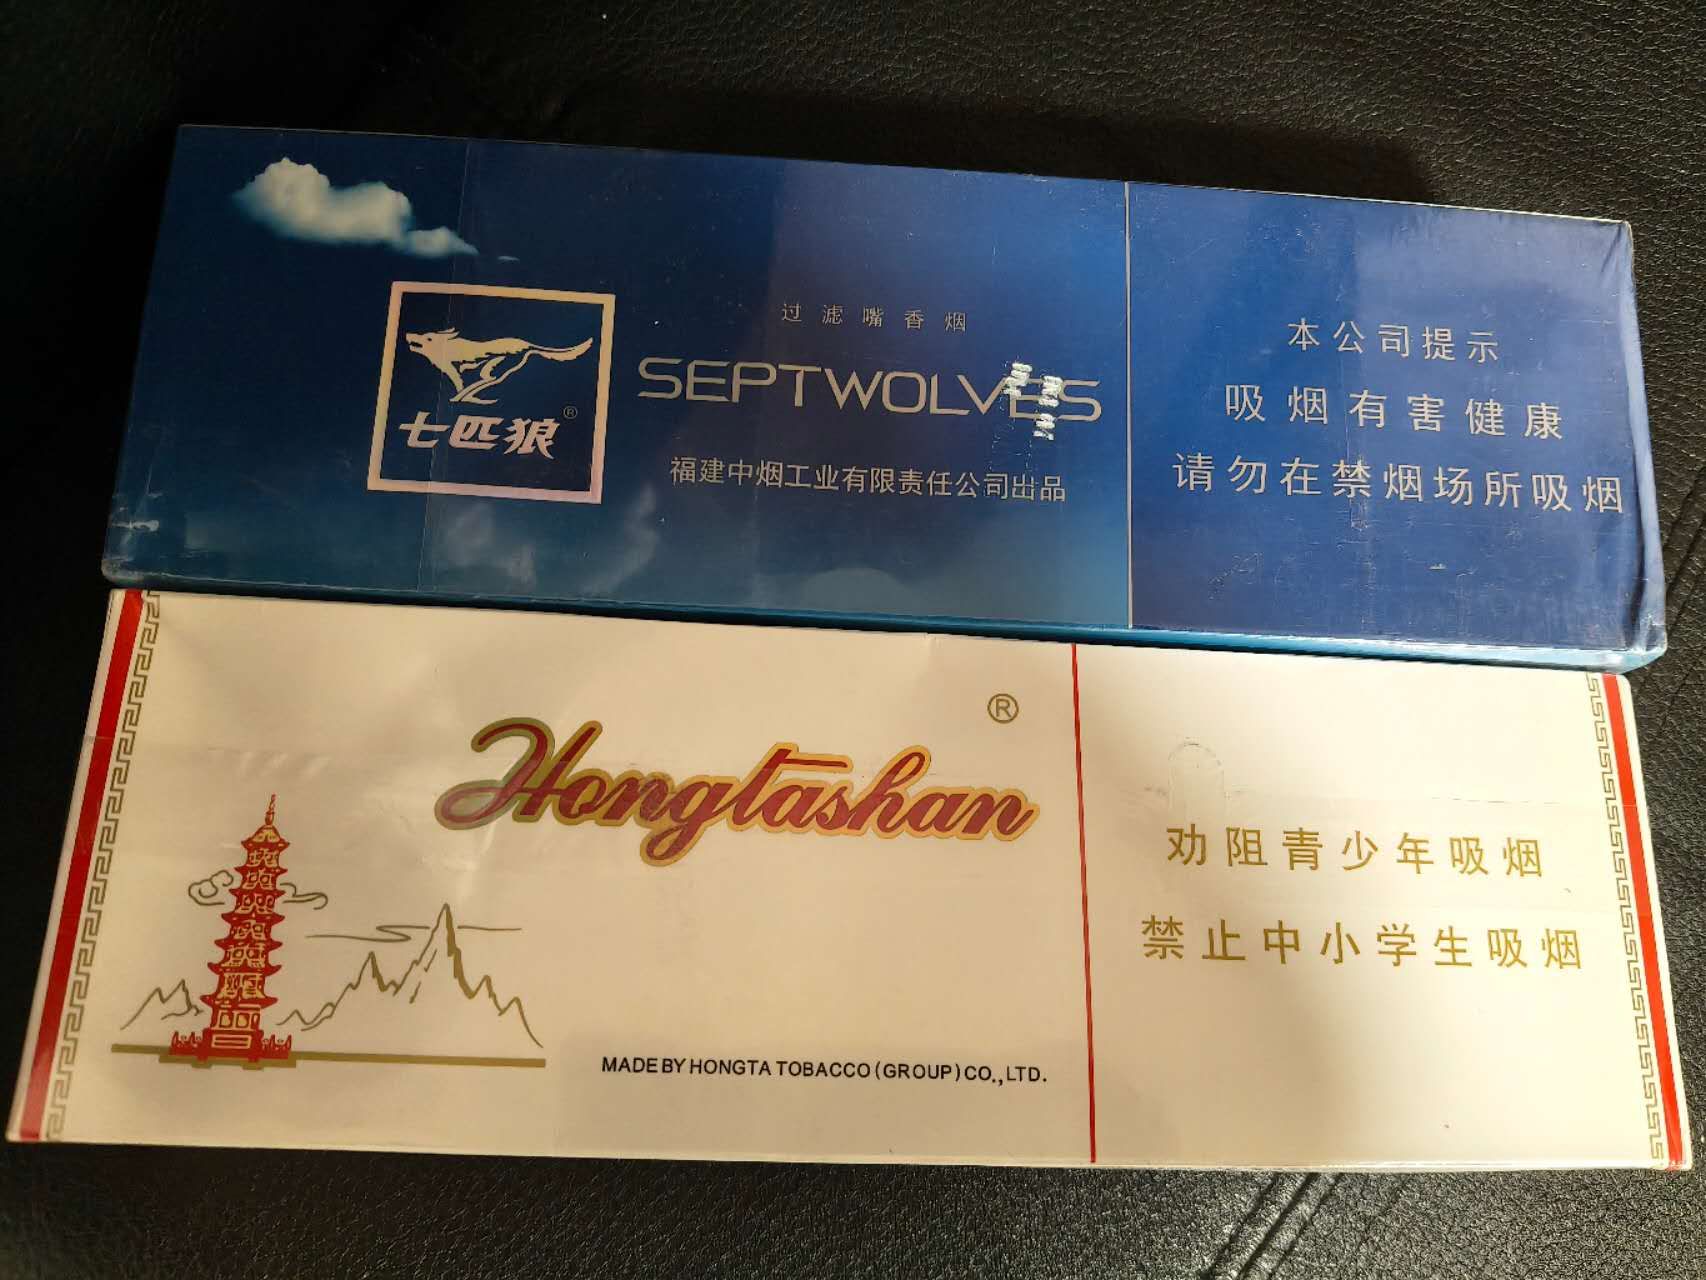 过滤嘴香烟
SEPTWOLVES
七匹狼®
福建中烟工业有限责任公司出品
本公司提示
吸烟有害健康
请勿在禁烟场所吸烟
®
Hongtashan
MADE BY HONGTA TOBACCO (GROUP) CO.,LTD.
劝阻青少年吸烟
禁止中小学生吸烟